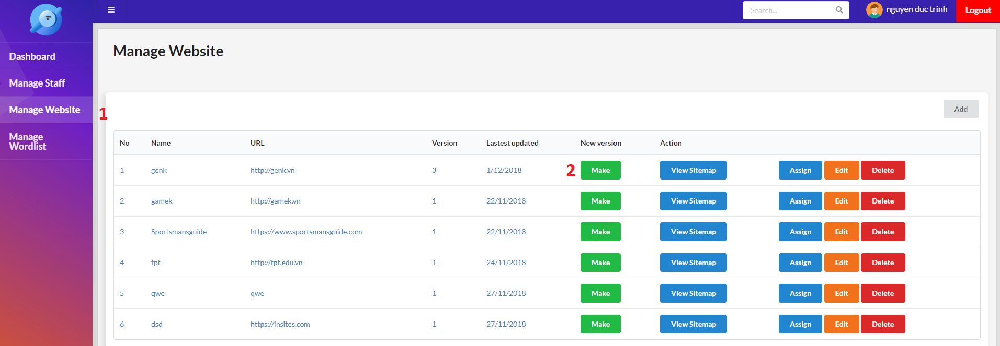 Search...
nguyen duc trinh
Logout
Dashboard
Manage Staff
Manage Website
Manage
Wordlist
Manage Website
1
Add
No Name URL Version Lastest updated New version Action
1 genk http://genk.vn 3 1/12/2018 2 Make View Sitemap Assign Edit Delete
2 gamek http://gamek.vn 1 22/11/2018 Make View Sitemap Assign Edit Delete
3 Sportsmansguide https://www.sportsmansguide.com 1 22/11/2018 Make View Sitemap Assign Edit Delete
4 fpt http://fpt.edu.vn 1 24/11/2018 Make View Sitemap Assign Edit Delete
5 qwe qwe 1 27/11/2018 Make View Sitemap Assign Edit Delete
6 dsd https://insites.com 1 27/11/2018 Make View Sitemap Assign Edit Delete